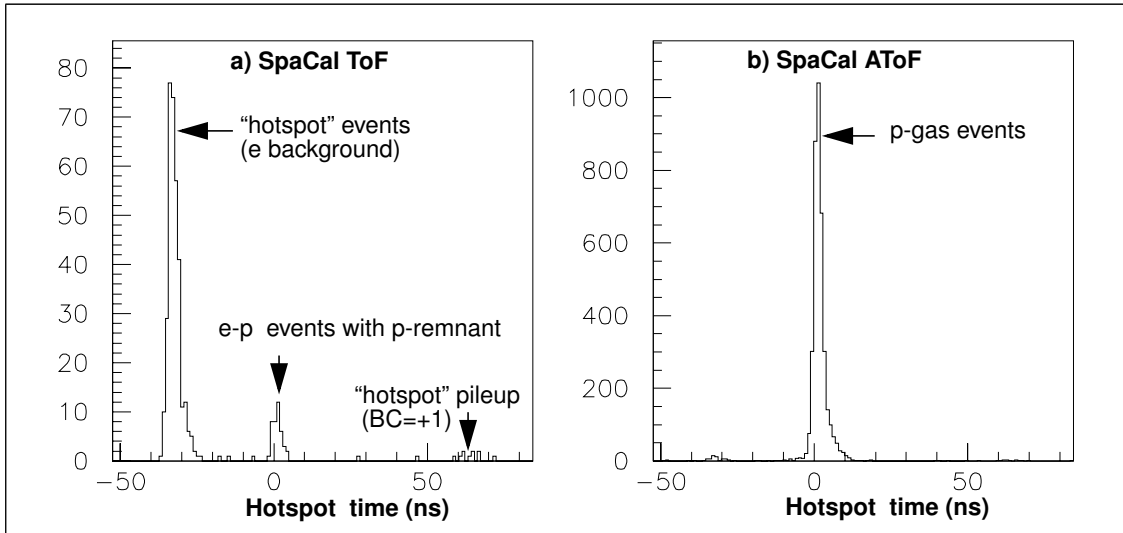 a) SpaCal ToF
80
70
60
50
40
30
20
10
0
“hotspot” events
(e background)
e-p events with p-remnant
“hotspot” pileup
(BC=+1)
−50
0
50
Hotspot time (ns)
b) SpaCal AToF
1000
800
600
400
200
0
p-gas events
−50
0
50
Hotspot time (ns)